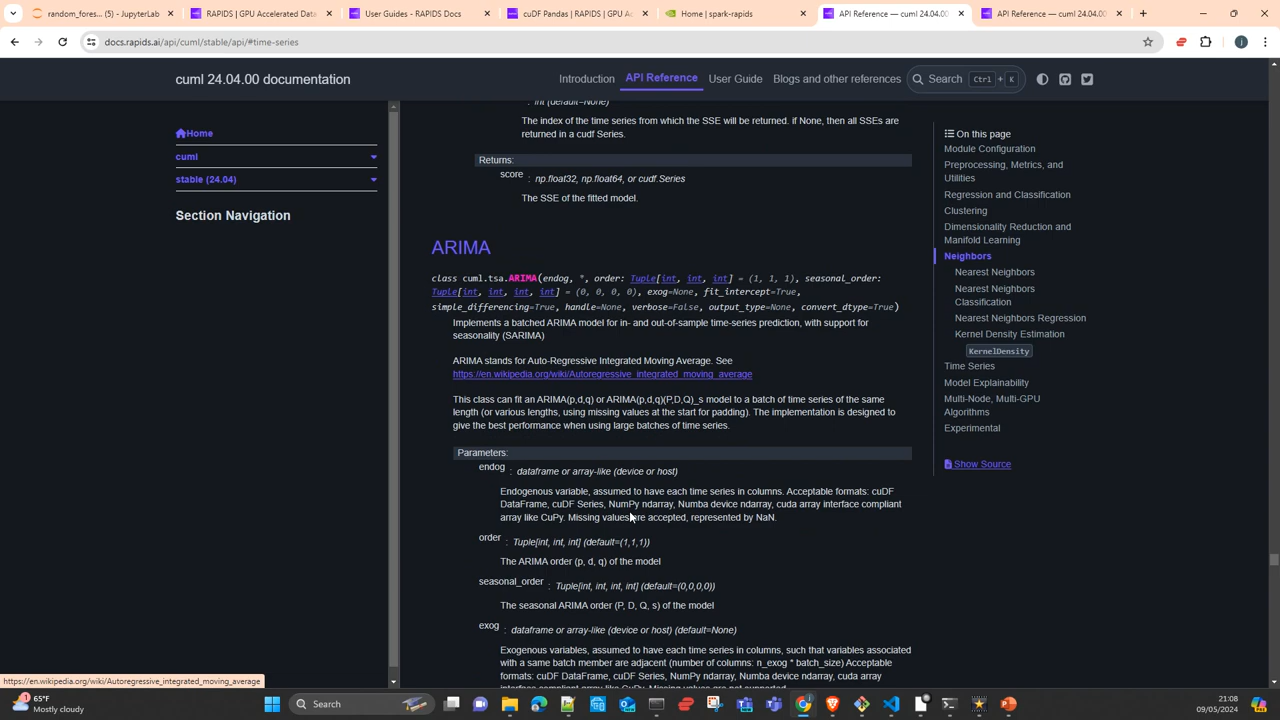 random_fores… (5) - JupyterLab
RAPIDS | GPU Accelerated Data
User Guides - RAPIDS Docs
cuDF Pandas | RAPIDS | GPU Ac
Home | spark-rapids
API Reference — cuml 24.04.00
API Reference — cuml 24.04.00
docs.rapids.ai/api/cuml/stable/api/#time-series
cuml 24.04.00 documentation
Introduction
API Reference
User Guide
Blogs and other references
Search Ctrl + K
Home
cuml
stable (24.04)
Section Navigation
: int (default=None)
The index of the time series from which the SSE will be returned. if None, then all SSEs are
returned in a cudf Series.
Returns:
score : np.float32, np.float64, or cudf.Series
The SSE of the fitted model.
ARIMA
class cuml.tsa.ARIMA(endog, *, order: Tuple[int, int, int] = (1, 1, 1), seasonal_order:
Tuple[int, int, int, int] = (0, 0, 0, 0), exog=None, fit_intercept=True,
simple_differencing=True, handle=None, verbose=False, output_type=None, convert_dtype=True)
Implements a batched ARIMA model for in- and out-of-sample time-series prediction, with support for
seasonality (SARIMA)
ARIMA stands for Auto-Regressive Integrated Moving Average. See
https://en.wikipedia.org/wiki/Autoregressive_integrated_moving_average
This class can fit an ARIMA(p,d,q) or ARIMA(p,d,q)(P,D,Q)_s model to a batch of time series of the same
length (or various lengths, using missing values at the start for padding). The implementation is designed to
give the best performance when using large batches of time series.
Parameters:
endog : dataframe or array-like (device or host)
Endogenous variable, assumed to have each time series in columns. Acceptable formats: cuDF
DataFrame, cuDF Series, NumPy ndarray, Numba device ndarray, cuda array interface compliant
array like CuPy. Missing values are accepted, represented by NaN.
order : Tuple[int, int, int] (default=(1,1,1))
The ARIMA order (p, d, q) of the model
seasonal_order : Tuple[int, int, int, int] (default=(0,0,0,0))
The seasonal ARIMA order (P, D, Q, s) of the model
exog : dataframe or array-like (device or host) (default=None)
Exogenous variables, assumed to have each time series in columns, such that variables associated
with a same batch member are adjacent (number of columns: n_exog * batch_size) Acceptable
formats: cuDF DataFrame, cuDF Series, NumPy ndarray, Numba device ndarray, cuda array
interface compliant array like CuPy. Missing values are not supported.
On this page
Module Configuration
Preprocessing, Metrics, and
Utilities
Regression and Classification
Clustering
Dimensionality Reduction and
Manifold Learning
Neighbors
Nearest Neighbors
Nearest Neighbors
Classification
Nearest Neighbors Regression
Kernel Density Estimation
KernelDensity
Time Series
Model Explainability
Multi-Node, Multi-GPU
Algorithms
Experimental
Show Source
https://en.wikipedia.org/wiki/Autoregressive_integrated_moving_average
1
65°F
Mostly cloudy
Search
21:08
09/05/2024